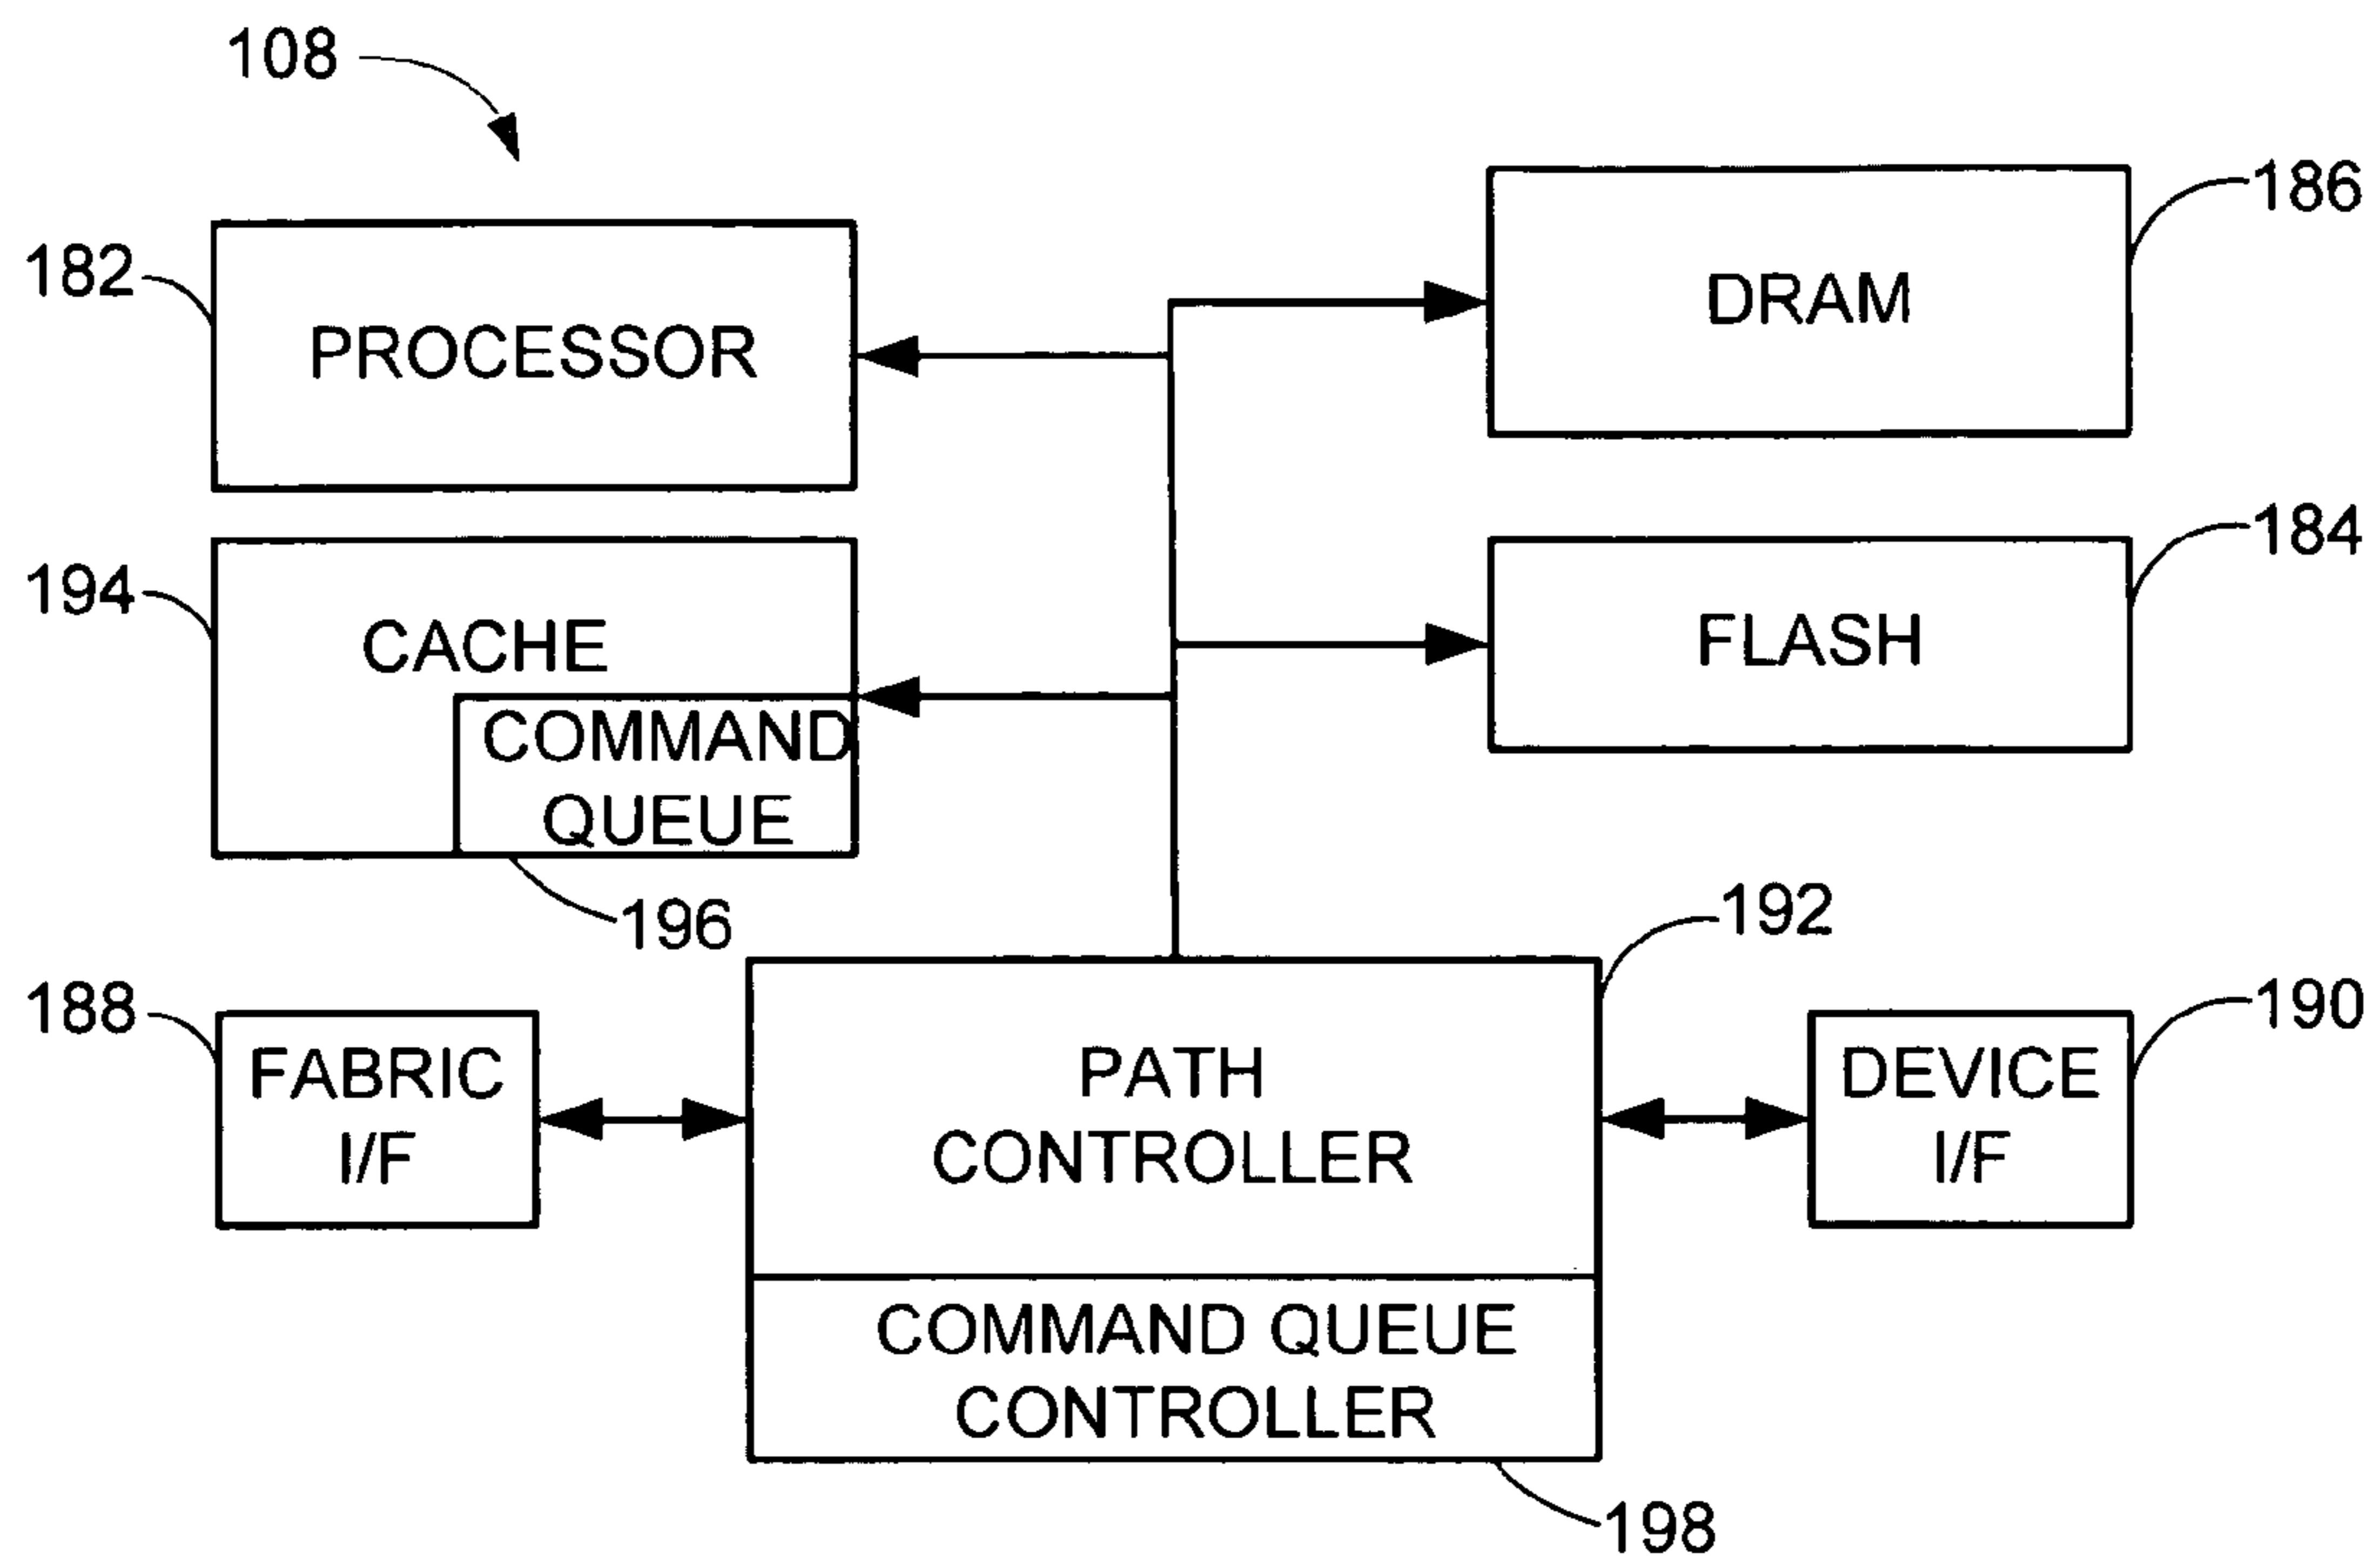 108
186
182
PROCESSOR
DRAM
194
CACHE
COMMAND
QUEUE
196
184
FLASH
192
188
FABRIC
I/F
PATH
CONTROLLER
190
DEVICE
I/F
COMMAND QUEUE
CONTROLLER
198